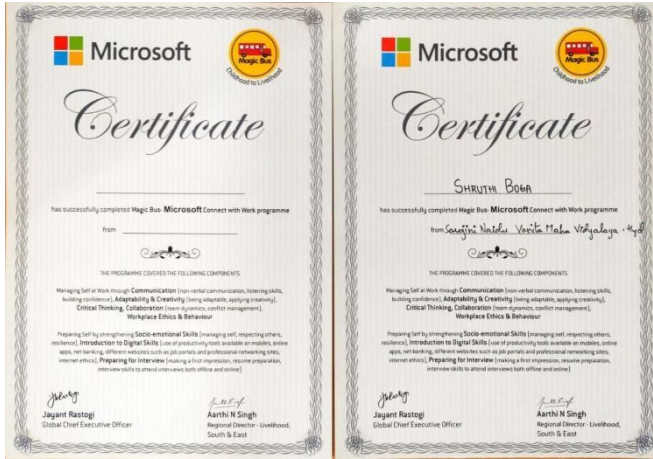 Microsoft
Magic Bus
Childhood to Livelihood
Certificate
has successfully completed Magic Bus- Microsoft Connect with Work programme
from
THE PROGRAMME COVERED THE FOLLOWING COMPONENTS
Managing Self at Work through Communication (non-verbal communication, listening skills,
building confidence), Adaptability & Creativity (being adaptable, applying creativity),
Critical Thinking, Collaboration (team dynamics, conflict management),
Workplace Ethics & Behaviour
Preparing Self by strengthening Socio-emotional Skills (managing self, respecting others,
resilience), Introduction to Digital Skills (use of productivity tools available on mobiles, online
apps, net-banking, different websites such as job portals and professional networking sites,
internet ethics), Preparing for Interview (making a first impression, resume preparation,
interview skills to attend interviews both offline and online)
Jayant Rastogi
Global Chief Executive Officer
Aarthi N Singh
Regional Director - Livelihood,
South & East
Microsoft
Magic Bus
Childhood to Livelihood
Certificate
SHRUTHI BOGA
has successfully completed Magic Bus- Microsoft Connect with Work programme
from Sarojini Naidu Vanita Maha Vidyalaya - Hyd
THE PROGRAMME COVERED THE FOLLOWING COMPONENTS
Managing Self at Work through Communication (non-verbal communication, listening skills,
building confidence), Adaptability & Creativity (being adaptable, applying creativity),
Critical Thinking, Collaboration (team dynamics, conflict management),
Workplace Ethics & Behaviour
Preparing Self by strengthening Socio-emotional Skills (managing self, respecting others,
resilience), Introduction to Digital Skills (use of productivity tools available on mobiles, online
apps, net-banking, different websites such as job portals and professional networking sites,
internet ethics), Preparing for Interview (making a first impression, resume preparation,
interview skills to attend interviews both offline and online)
Jayant Rastogi
Global Chief Executive Officer
Aarthi N Singh
Regional Director - Livelihood,
South & East